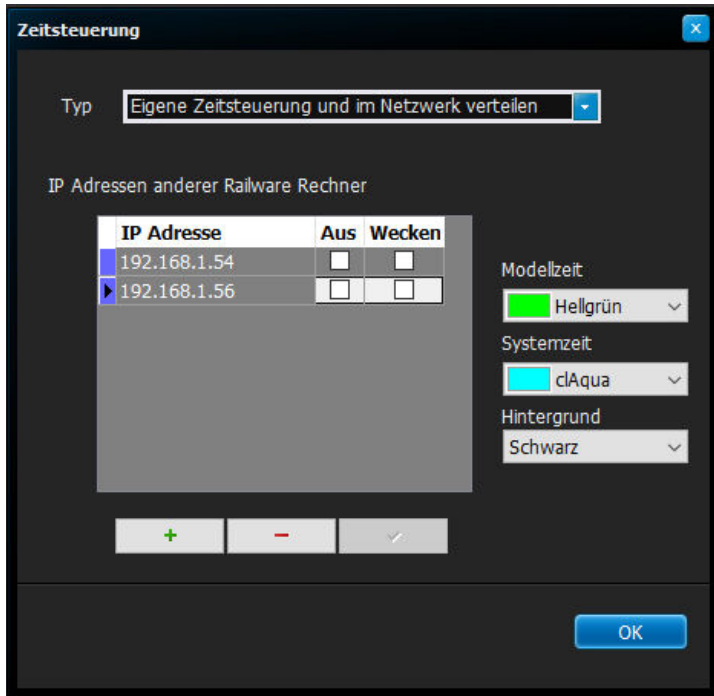 Zeitsteuerung
Typ Eigene Zeitsteuerung und im Netzwerk verteilen
IP Adressen anderer Railware Rechner
IP Adresse Aus Wecken
192.168.1.54
192.168.1.56
Modellzeit
Hellgrün
Systemzeit
clAqua
Hintergrund
Schwarz
OK